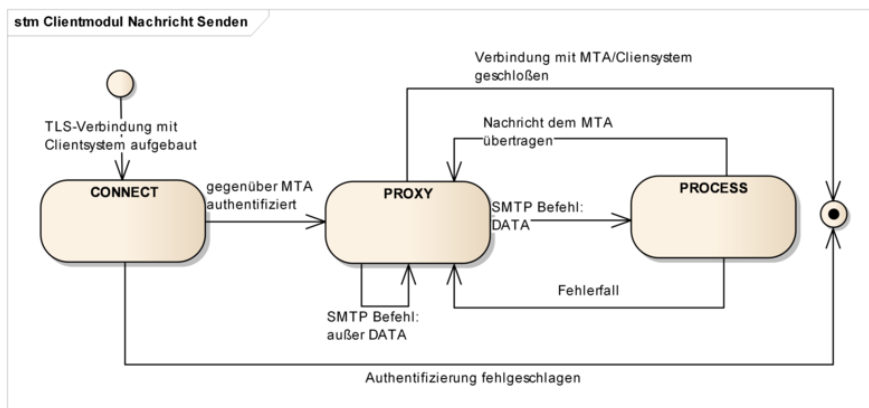 stm Clientmodul Nachricht Senden
Verbindung mit MTA/Cliensystem
geschloßen
TLS-Verbindung mit
Clientsystem aufgebaut
Nachricht dem MTA
übertragen
CONNECT
gegenüber MTA
authentifiziert
PROXY
SMTP Befehl:
DATA
PROCESS
Fehlerfall
SMTP Befehl:
außer DATA
Authentifizierung fehlgeschlagen